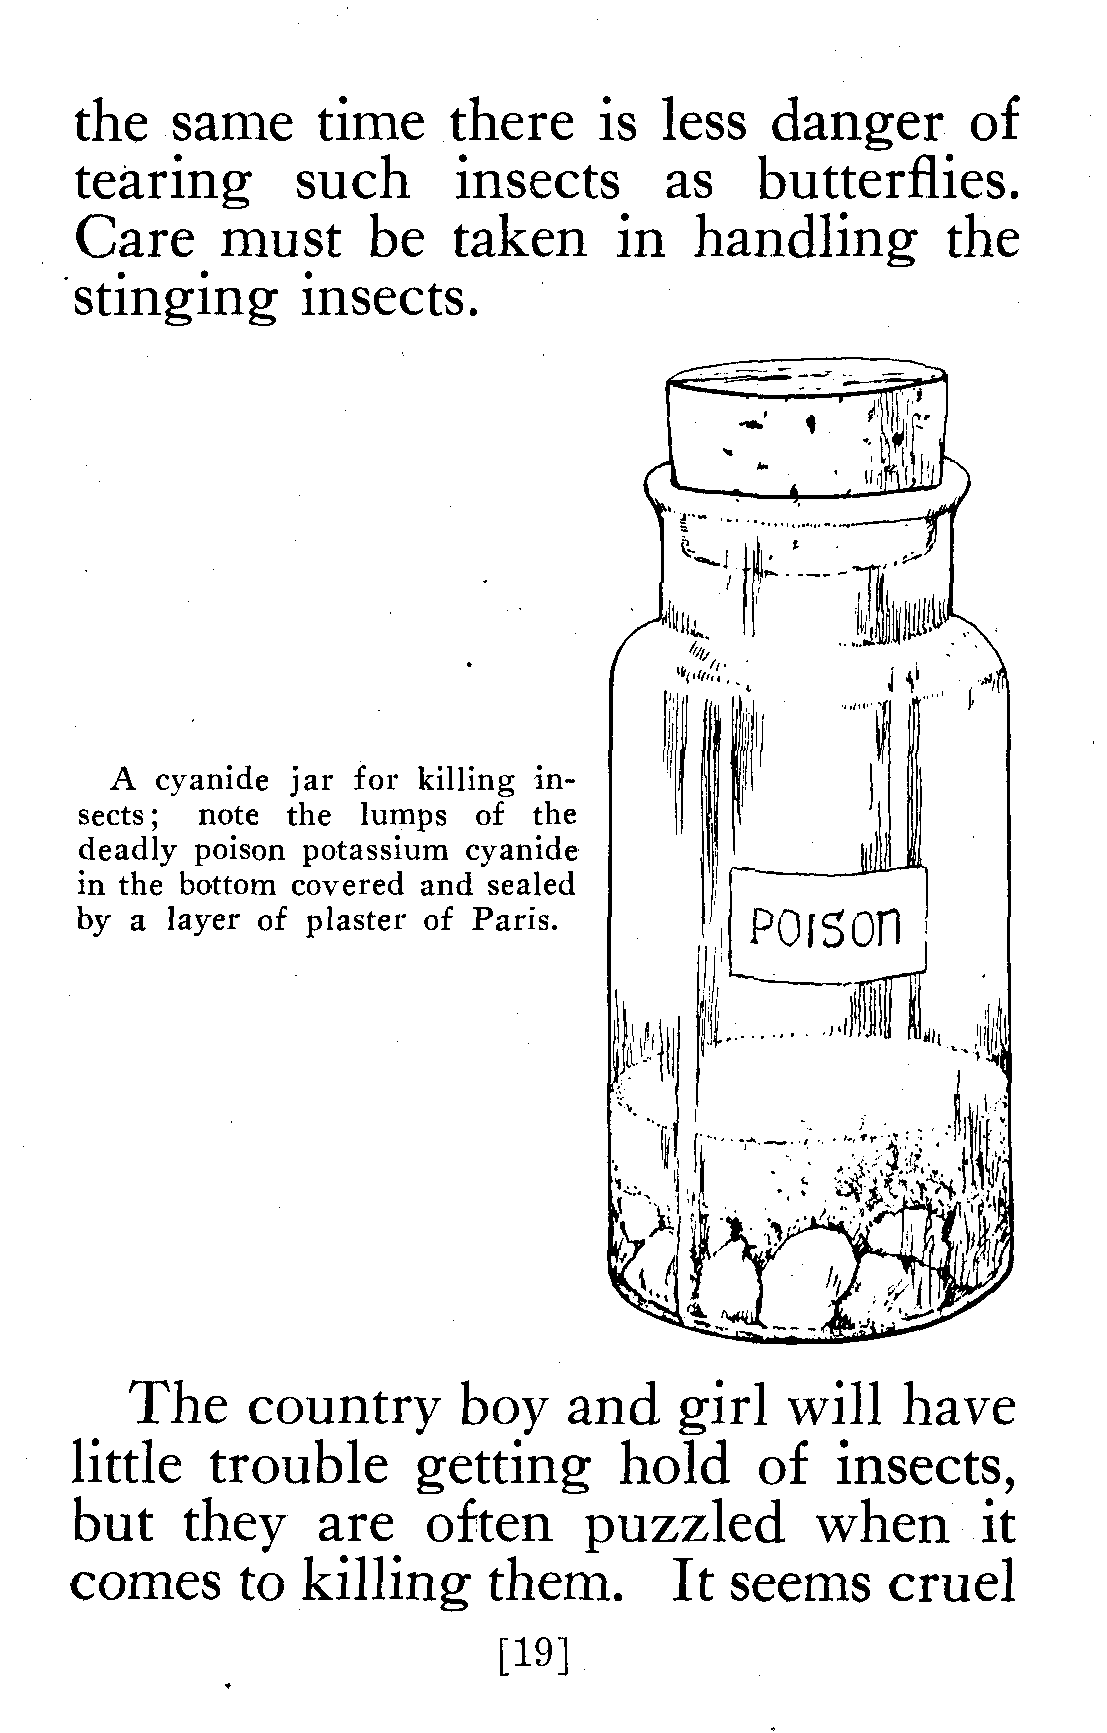 the same time there is less danger of
tearing such insects as butterflies.
Care must be taken in handling the
stinging insects.
A cyanide jar for killing in-
sects; note the lumps of the
deadly poison potassium cyanide
in the bottom covered and sealed
by a layer of plaster of Paris.
POISOn
The country boy and girl will have
little trouble getting hold of insects,
but they are often puzzled when it
comes to killing them. It seems cruel
[19]